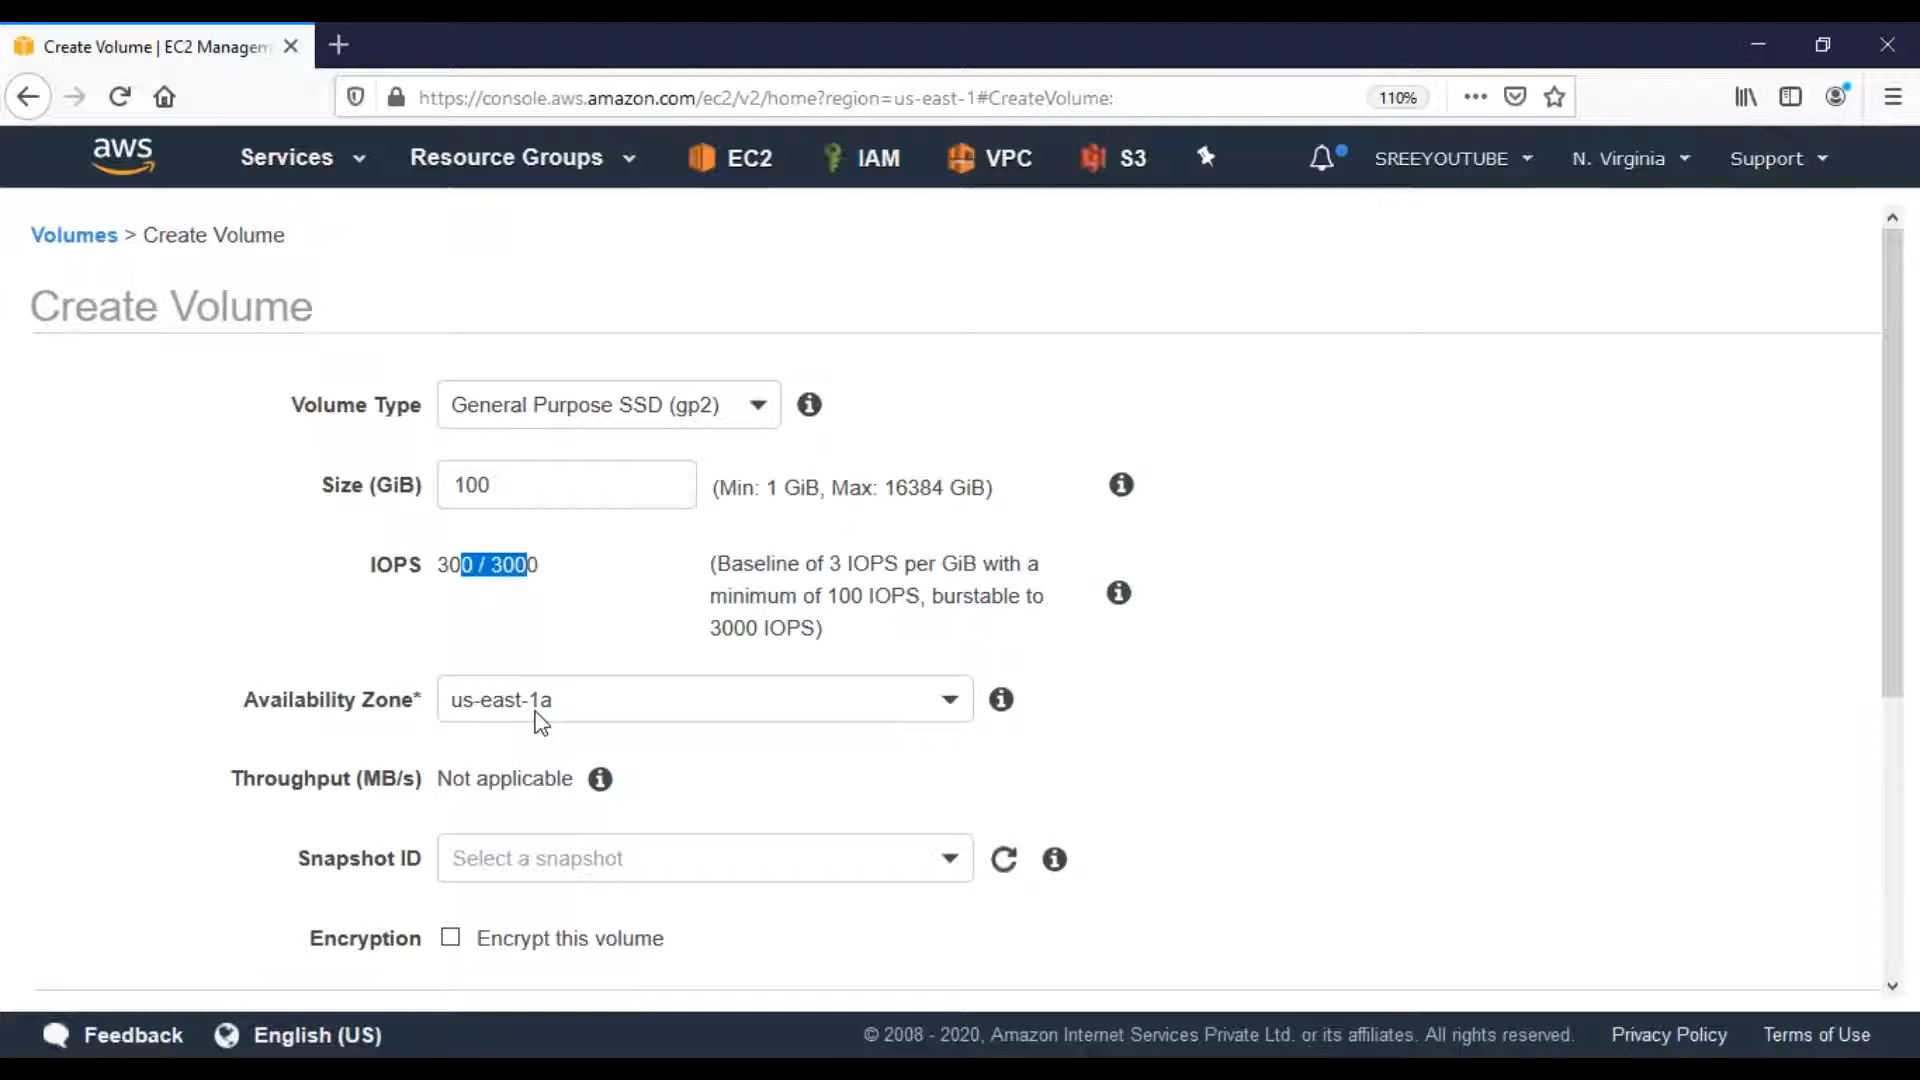 Create Volume | EC2 Managem
https://console.aws.amazon.com/ec2/v2/home?region=us-east-1#CreateVolume:
110%
aws
Services
Resource Groups
EC2
IAM
VPC
S3
SREEYOUTUBE
N. Virginia
Support
Volumes > Create Volume
Create Volume
Volume Type
General Purpose SSD (gp2)
Size (GiB)
100
(Min: 1 GiB, Max: 16384 GiB)
IOPS
300 / 3000
(Baseline of 3 IOPS per GiB with a
minimum of 100 IOPS, burstable to
3000 IOPS)
Availability Zone*
us-east-1a
Throughput (MB/s)
Not applicable
Snapshot ID
Select a snapshot
Encryption
Encrypt this volume
Feedback
English (US)
© 2008 - 2020, Amazon Internet Services Private Ltd. or its affiliates. All rights reserved.
Privacy Policy
Terms of Use